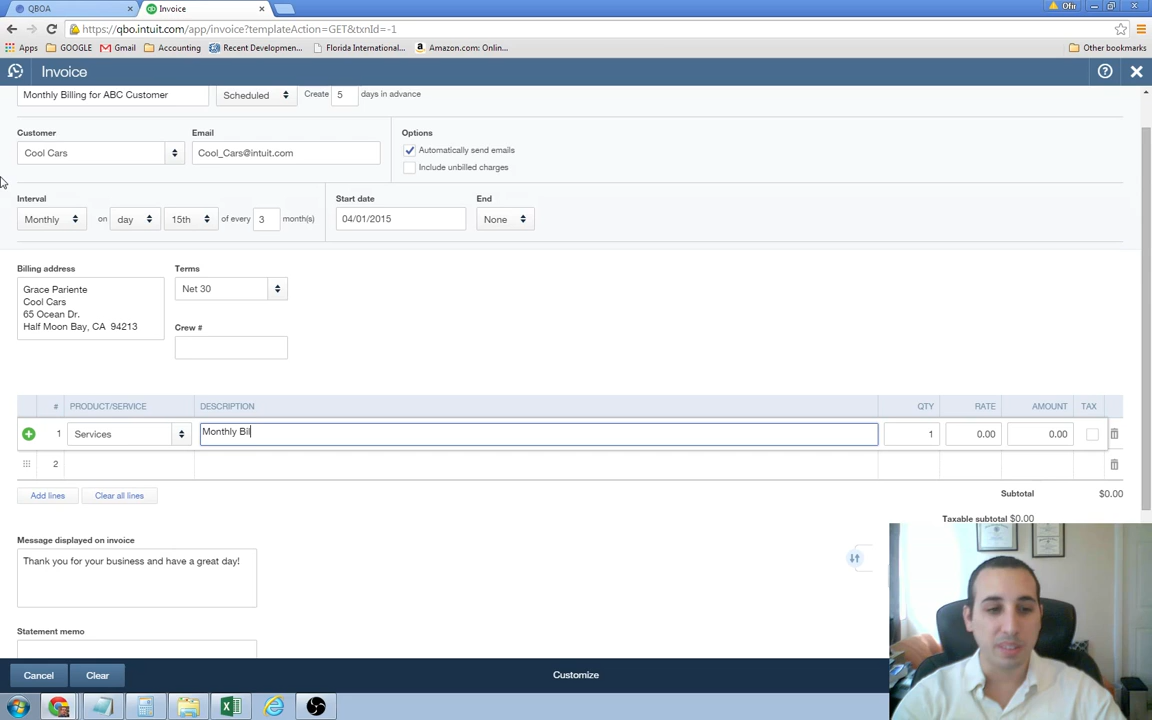 QBOA
Invoice
Ofii
https://qbo.intuit.com/app/invoice?templateAction=GET&txnId=-1
Apps
GOOGLE
Gmail
Accounting
Recent Developmen...
Florida International...
Amazon.com: Onlin...
Other bookmarks
Invoice
Monthly Billing for ABC Customer
Scheduled
Create 5 days in advance
Customer
Email
Options
Cool Cars
Cool_Cars@intuit.com
Automatically send emails
Include unbilled charges
Interval
Start date
End
Monthly on day 15th of every 3 month(s)
04/01/2015
None
Billing address
Terms
Grace Pariente
Cool Cars
65 Ocean Dr.
Half Moon Bay, CA 94213
Net 30
Crew #
# PRODUCT/SERVICE DESCRIPTION QTY RATE AMOUNT TAX
1 Services Monthly Bil 1 0.00 0.00
2
Add lines
Clear all lines
Subtotal $0.00
Taxable subtotal $0.00
Message displayed on invoice
Thank you for your business and have a great day!
Statement memo
Cancel
Clear
Customize